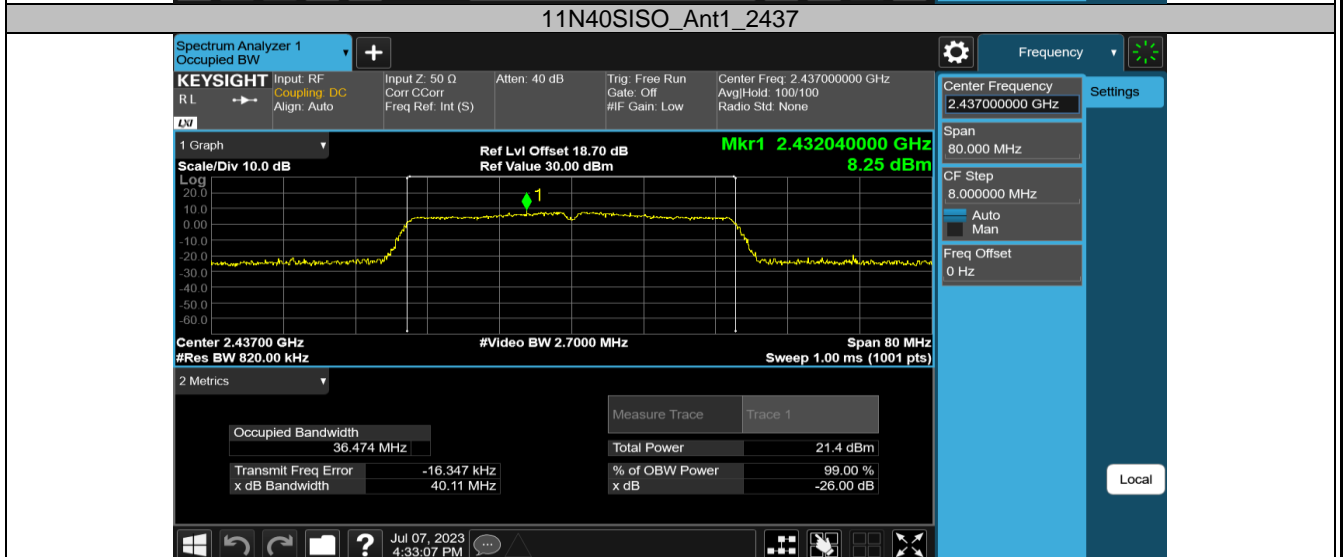 11N40SISO_Ant1_2437
Spectrum Analyzer 1
Occupied BW
+
Frequency
KEYSIGHT
RL
LXI
Input: RF
Coupling: DC
Align: Auto
Input Z: 50 Ω
Corr CCorr
Freq Ref: Int (S)
Atten: 40 dB
Trig: Free Run
Gate: Off
#IF Gain: Low
Center Freq: 2.437000000 GHz
Avg|Hold: 100/100
Radio Std: None
Center Frequency
2.437000000 GHz
Settings
Span
80.000 MHz
CF Step
8.000000 MHz
Auto
Man
Freq Offset
0 Hz
1 Graph
Scale/Div 10.0 dB
Ref Lvl Offset 18.70 dB
Ref Value 30.00 dBm
Mkr1 2.432040000 GHz
8.25 dBm
Log
20.0
10.0
0.00
-10.0
-20.0
-30.0
-40.0
-50.0
-60.0
1
Center 2.43700 GHz
#Res BW 820.00 kHz
#Video BW 2.7000 MHz
Span 80 MHz
Sweep 1.00 ms (1001 pts)
2 Metrics
Measure Trace Trace 1
Occupied Bandwidth
36.474 MHz
Total Power 21.4 dBm
Transmit Freq Error -16.347 kHz
% of OBW Power 99.00 %
x dB Bandwidth 40.11 MHz
x dB -26.00 dB
Local
?
Jul 07, 2023
4:33:07 PM